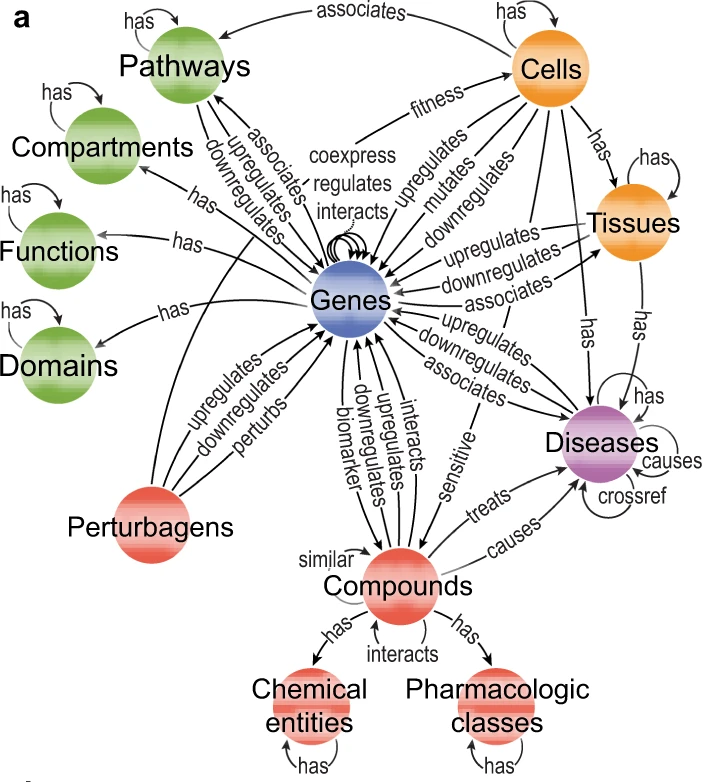 a
associates
has
has
Pathways
Cells
has
fitness
has
Compartments
associates
upregulates
downregulates
coexpress
regulates
interacts
upregulates
mutates
downregulates
has
has
has
Functions
has
Tissues
upregulates
downregulates
associates
Genes
has
Domains
has
has
has
upregulates
downregulates
associates
has
upregulates
downregulates
perturbs
biomarker
downregulates
upregulates
interacts
sensitive
Diseases
causes
crossref
treats
causes
Perturbagens
similar
Compounds
has
has
interacts
Chemical
entities
Pharmacologic
classes
has
has